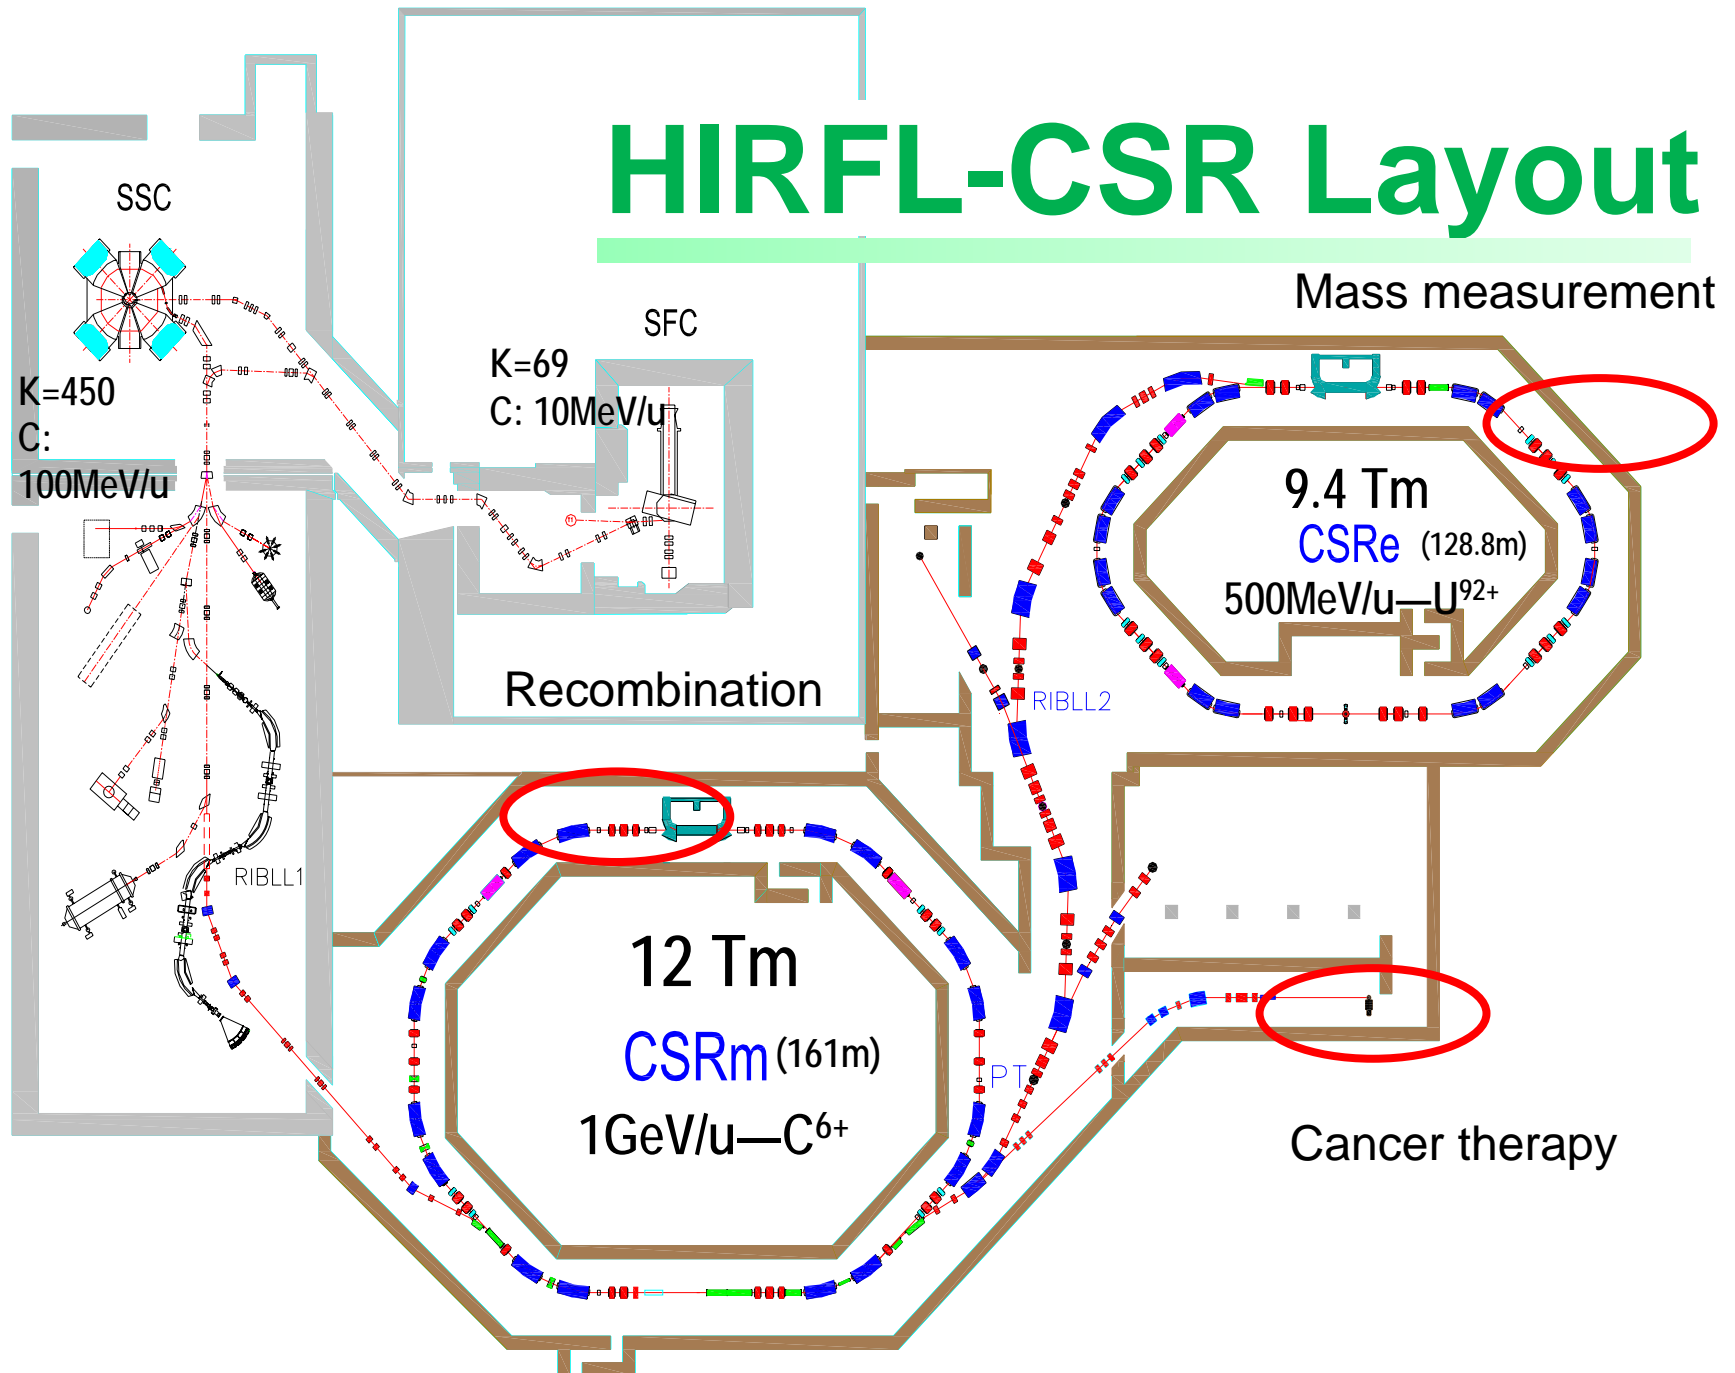 HIRFL-CSR Layout
SSC
Mass measurement
SFC
K=69
C: 10MeV/u
K=450
C:
100MeV/u
9.4 Tm
CSRe (128.8m)
500MeV/u—U92+
Recombination
RIBLL2
RIBLL1
12 Tm
CSRm (161m)
PT
1GeV/u—C6+
Cancer therapy